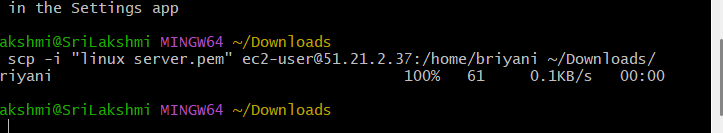 in the Settings app
akshmi@SriLakshmi MINGW64 ~/Downloads
scp -i "linux server.pem" ec2-user@51.21.2.37:/home/briyani ~/Downloads/
riyani 100% 61 0.1KB/s 00:00
akshmi@SriLakshmi MINGW64 ~/Downloads